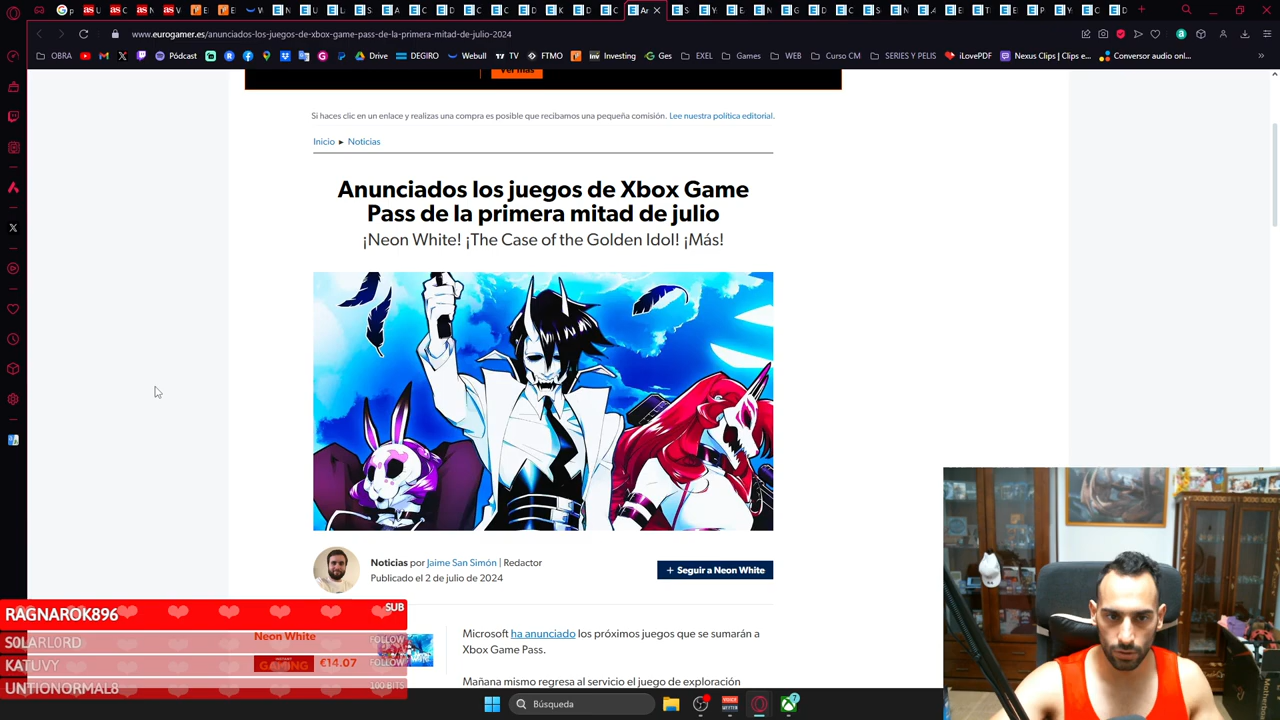 www.eurogamer.es/anunciados-los-juegos-de-xbox-game-pass-de-la-primera-mitad-de-julio-2024
OBRA
Pódcast
Drive
DEGIRO
Webull
TV
FTMO
Investing
Ges
EXEL
Games
WEB
Curso CM
SERIES Y PELIS
iLovePDF
Nexus Clips | Clips e...
Conversor audio onl...
Ver más
Si haces clic en un enlace y realizas una compra es posible que recibamos una pequeña comisión. Lee nuestra política editorial.
Inicio ► Noticias
Anunciados los juegos de Xbox Game
Pass de la primera mitad de julio
¡Neon White! ¡The Case of the Golden Idol! ¡Más!
Noticias por Jaime San Simón | Redactor
Publicado el 2 de julio de 2024
+ Seguir a Neon White
RAGNAROK896 SUB
S0LARL0RD FOLLOW
KATUVY FOLLOW
UNTIONORMAL8 100 BITS
Neon White
INSTANT GAMING €14.07
Microsoft ha anunciado los próximos juegos que se sumarán a
Xbox Game Pass.
Mañana mismo regresa al servicio el juego de exploración
Búsqueda